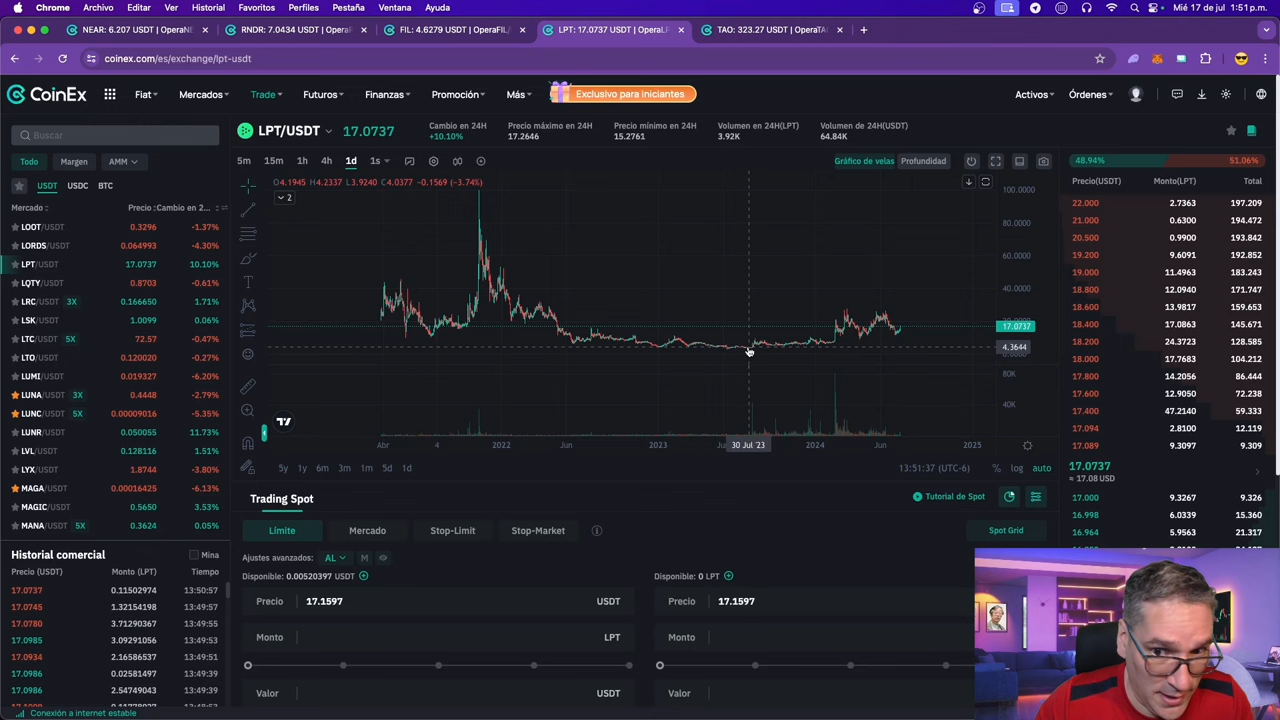 Chrome Archivo Editar Ver Historial Favoritos Perfiles Pestaña Ventana Ayuda
Mié 17 de jul 1:51 p.m.
NEAR: 6.207 USDT | OperaNE
RNDR: 7.0434 USDT | OperaF
FIL: 4.6279 USDT | OperaFIL/
LPT: 17.0737 USDT | OperaLP
TAO: 323.27 USDT | OperaTA
coinex.com/es/exchange/lpt-usdt
CoinEx Fiat Mercados Trade Futuros Finanzas Promoción Más Exclusivo para iniciantes Activos Órdenes
Buscar
Todo Margen AMM
USDT USDC BTC
Mercado Precio Cambio en 2...
LOOT/USDT 0.3296 -1.37%
LORDS/USDT 0.064993 -4.30%
LPT/USDT 17.0737 10.10%
LQTY/USDT 0.8703 -0.61%
LRC/USDT 3X 0.166650 1.71%
LSK/USDT 1.0099 0.06%
LTC/USDT 5X 72.57 -0.47%
LTO/USDT 0.120020 -0.27%
LUMI/USDT 0.019327 -6.20%
LUNA/USDT 3X 0.4448 -2.79%
LUNC/USDT 5X 0.00009016 -5.35%
LUNR/USDT 0.050055 11.73%
LVL/USDT 0.128116 1.51%
LYX/USDT 1.8744 -3.80%
MAGA/USDT 0.00016425 -6.13%
MAGIC/USDT 0.5650 3.53%
MANA/USDT 5X 0.3624 0.05%
Historial comercial Mina
Precio (USDT) Monto (LPT) Tiempo
17.0737 0.11502974 13:50:57
17.0745 1.32154198 13:49:57
17.0780 3.71290367 13:49:55
17.0985 3.09291056 13:49:53
17.0934 2.16586537 13:49:51
17.0986 0.02581497 13:49:39
17.0986 2.54749043 13:49:39
Conexión a internet estable
LPT/USDT 17.0737
Cambio en 24H
+10.10%
Precio máximo en 24H
17.2646
Precio mínimo en 24H
15.2761
Volumen en 24H(LPT)
3.92K
Volumen de 24H(USDT)
64.84K
5m 15m 1h 4h 1d 1s
Gráfico de velas Profundidad
O4.1945 H4.2337 L3.9240 C4.0377 -0.1569 (-3.74%)
2
100.0000
80.0000
60.0000
40.0000
17.0737
4.3644
80K
40K
Abr 4 2022 Jun 2023 30 Jul '23 2024 Jun 2025
5y 1y 6m 3m 1m 5d 1d
13:51:37 (UTC-6) % log auto
Trading Spot
Tutorial de Spot
Límite Mercado Stop-Limit Stop-Market Spot Grid
Ajustes avanzados: AL M
Disponible: 0.00520397 USDT
Precio 17.1597 USDT
Monto LPT
Valor USDT
Disponible: 0 LPT
Precio 17.1597
Monto
Valor
48.94% 51.06%
Precio(USDT) Monto(LPT) Total
22.000 2.7363 197.209
21.000 0.6300 194.472
20.500 0.9900 193.842
19.200 9.6091 192.852
19.000 11.4963 183.243
18.800 12.0940 171.747
18.600 13.9817 159.653
18.400 17.0863 145.671
18.200 24.3723 128.585
18.000 17.7683 104.212
17.800 14.2056 86.444
17.600 12.9050 72.238
17.400 47.2140 59.333
17.094 2.8100 12.119
17.089 9.3097 9.309
17.0737
≈ 17.08 USD
17.000 9.3267 9.326
16.998 6.0333 15.360
16.964 5.9563 21.317